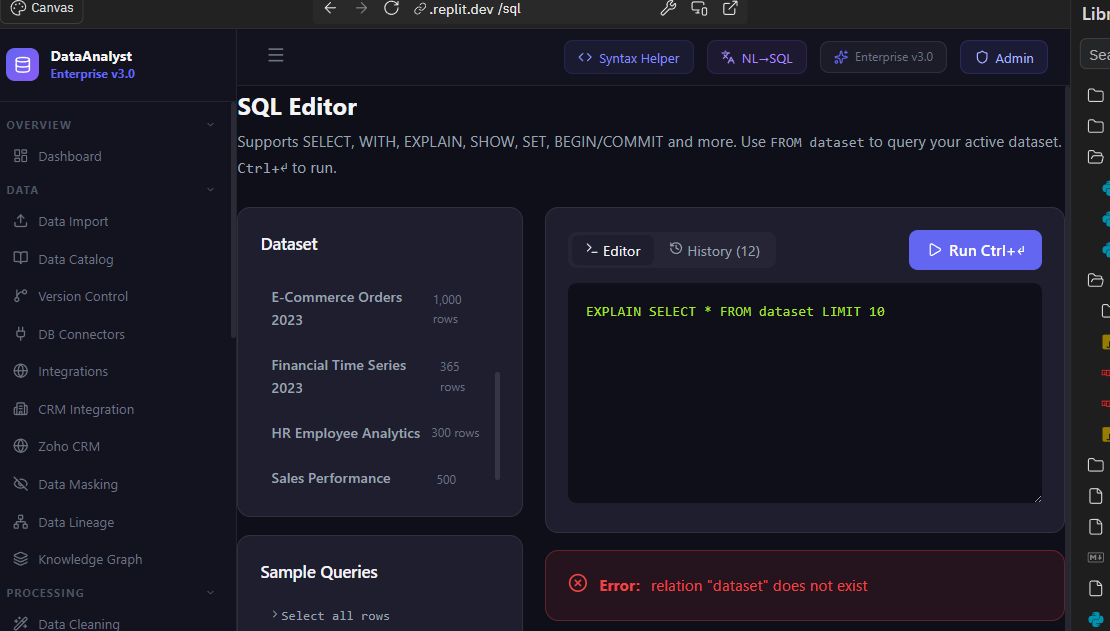 Canvas
.replit.dev /sql
Libr
DataAnalyst
Enterprise v3.0
Syntax Helper
NL→SQL
Enterprise v3.0
Admin
Sea
OVERVIEW
Dashboard
DATA
Data Import
Data Catalog
Version Control
DB Connectors
Integrations
CRM Integration
Zoho CRM
Data Masking
Data Lineage
Knowledge Graph
PROCESSING
Data Cleaning
SQL Editor
Supports SELECT, WITH, EXPLAIN, SHOW, SET, BEGIN/COMMIT and more. Use FROM dataset to query your active dataset.
Ctrl+↵ to run.
Dataset
E-Commerce Orders 2023
1,000 rows
Financial Time Series 2023
365 rows
HR Employee Analytics
300 rows
Sales Performance
500
Sample Queries
Select all rows
Editor
History (12)
Run Ctrl+↵
EXPLAIN SELECT * FROM dataset LIMIT 10
Error: relation "dataset" does not exist